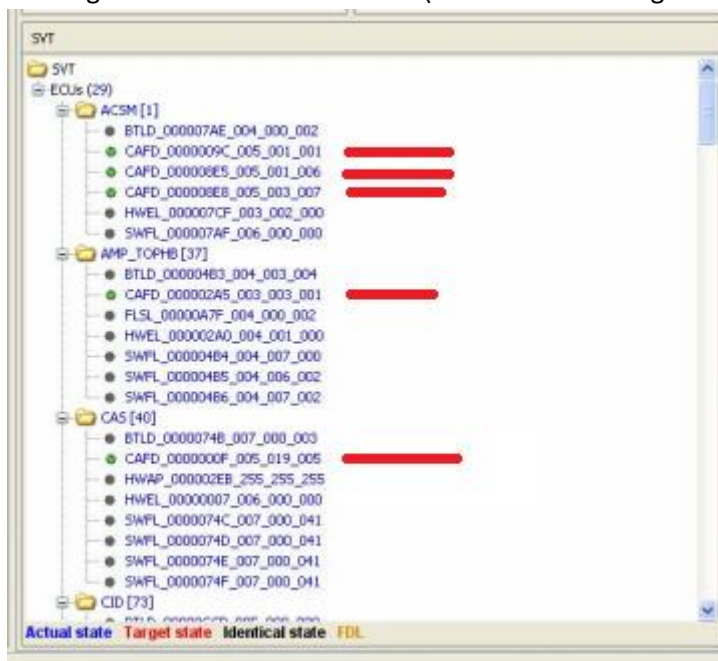 SVT
SVT
ECUs (29)
ACSM [1]
BTLD_000007AE_004_000_002
CAFD_0000009C_005_001_001
CAFD_000008E5_005_001_006
CAFD_000008E8_005_003_007
HWEL_000007CF_003_002_000
SWFL_000007AF_006_000_000
AMP_TOPHB [37]
BTLD_000004B3_004_003_004
CAFD_000002A5_003_003_001
FLSL_00000A7F_004_000_002
HWEL_000002A0_004_001_000
SWFL_000004B4_004_007_000
SWFL_000004B5_004_006_002
SWFL_000004B6_004_007_002
CAS [40]
BTLD_0000074B_007_000_003
CAFD_0000000F_005_019_005
HWAP_000002EB_255_255_255
HWEL_00000007_006_000_000
SWFL_0000074C_007_000_041
SWFL_0000074D_007_000_041
SWFL_0000074E_007_000_041
SWFL_0000074F_007_000_041
CID [73]
Actual state Target state Identical state FDL